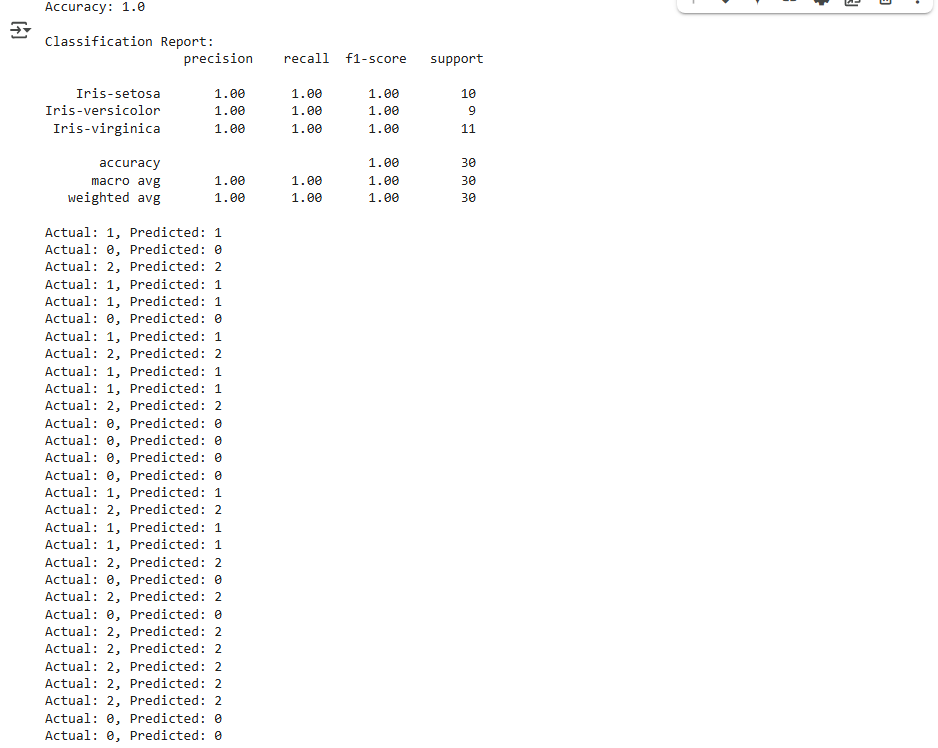 Accuracy: 1.0
Classification Report:
precision recall f1-score support
Iris-setosa 1.00 1.00 1.00 10
Iris-versicolor 1.00 1.00 1.00 9
Iris-virginica 1.00 1.00 1.00 11
accuracy 1.00 30
macro avg 1.00 1.00 1.00 30
weighted avg 1.00 1.00 1.00 30
Actual: 1, Predicted: 1
Actual: 0, Predicted: 0
Actual: 2, Predicted: 2
Actual: 1, Predicted: 1
Actual: 1, Predicted: 1
Actual: 0, Predicted: 0
Actual: 1, Predicted: 1
Actual: 2, Predicted: 2
Actual: 1, Predicted: 1
Actual: 1, Predicted: 1
Actual: 2, Predicted: 2
Actual: 0, Predicted: 0
Actual: 0, Predicted: 0
Actual: 0, Predicted: 0
Actual: 0, Predicted: 0
Actual: 1, Predicted: 1
Actual: 2, Predicted: 2
Actual: 1, Predicted: 1
Actual: 1, Predicted: 1
Actual: 2, Predicted: 2
Actual: 0, Predicted: 0
Actual: 2, Predicted: 2
Actual: 0, Predicted: 0
Actual: 2, Predicted: 2
Actual: 2, Predicted: 2
Actual: 2, Predicted: 2
Actual: 2, Predicted: 2
Actual: 2, Predicted: 2
Actual: 0, Predicted: 0
Actual: 0, Predicted: 0